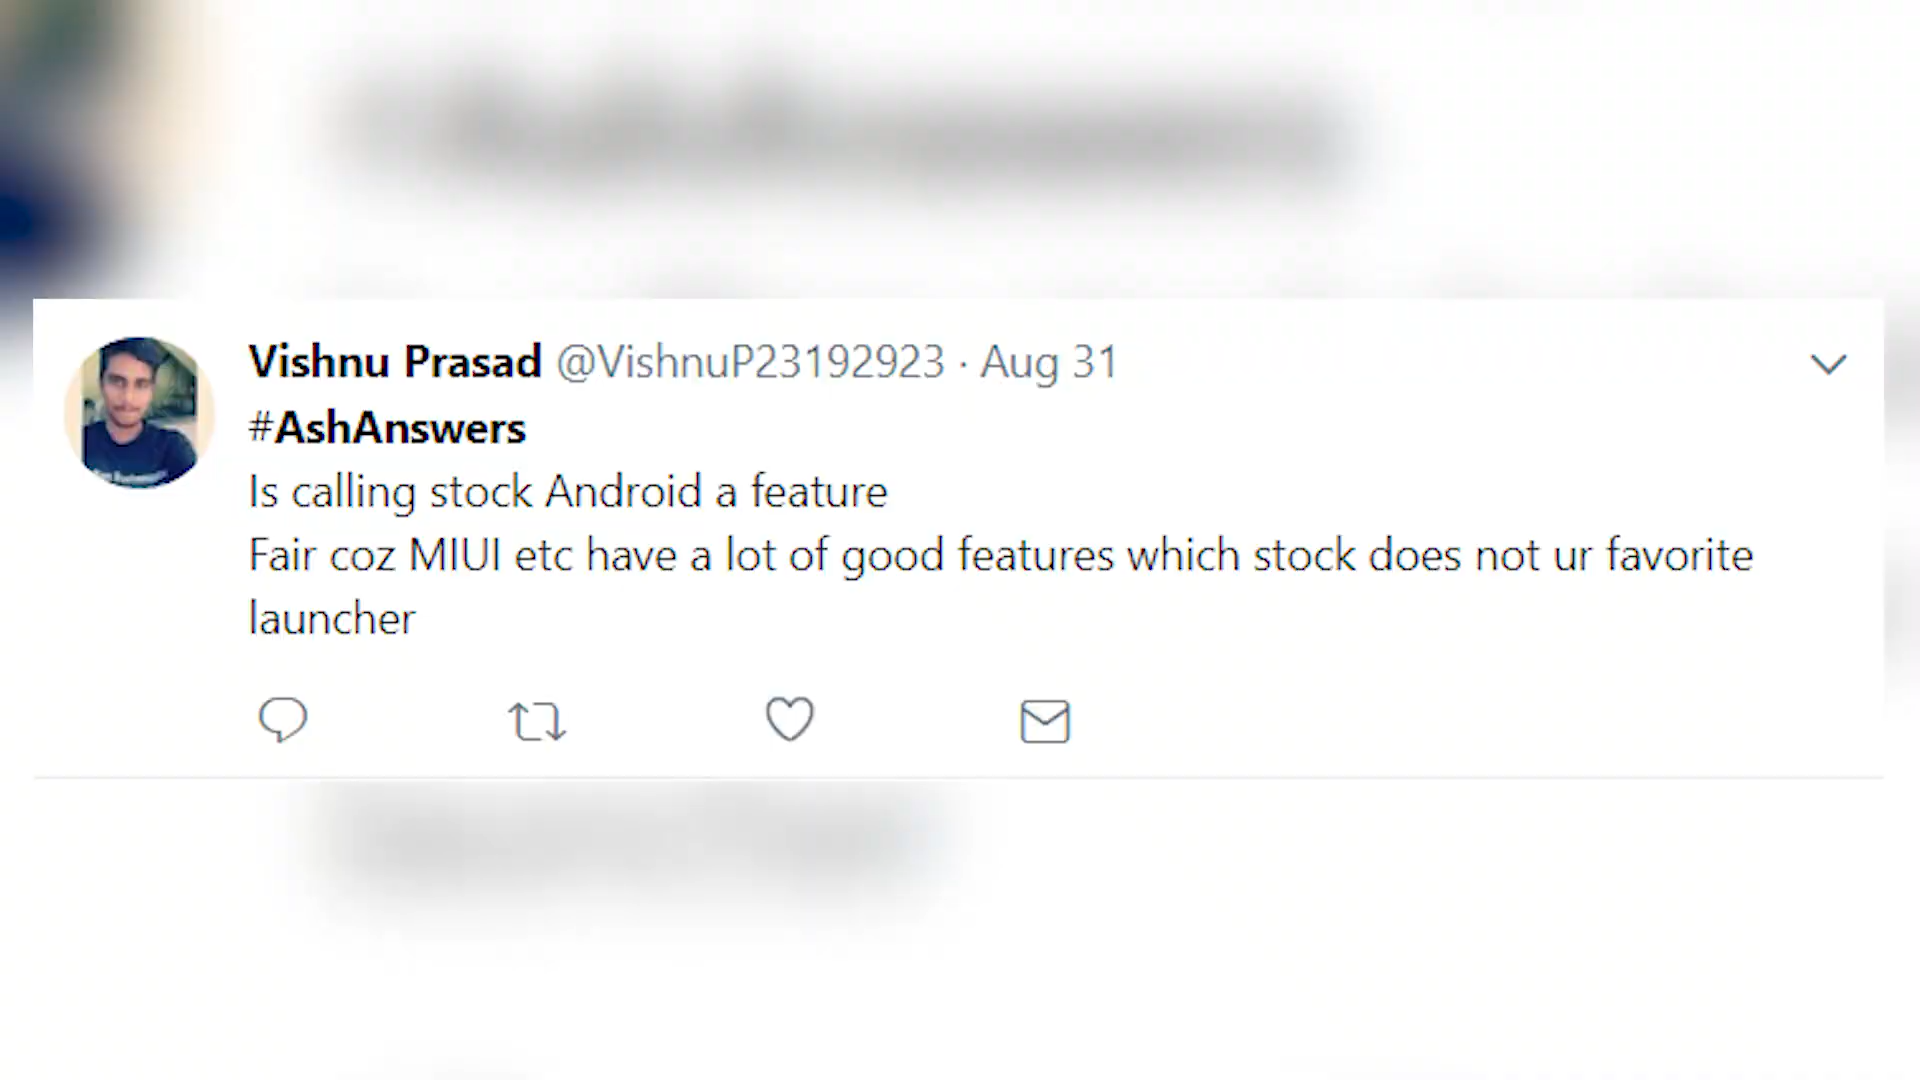 Vishnu Prasad @VishnuP23192923 · Aug 31
#AshAnswers
Is calling stock Android a feature
Fair coz MIUI etc have a lot of good features which stock does not ur favorite
launcher